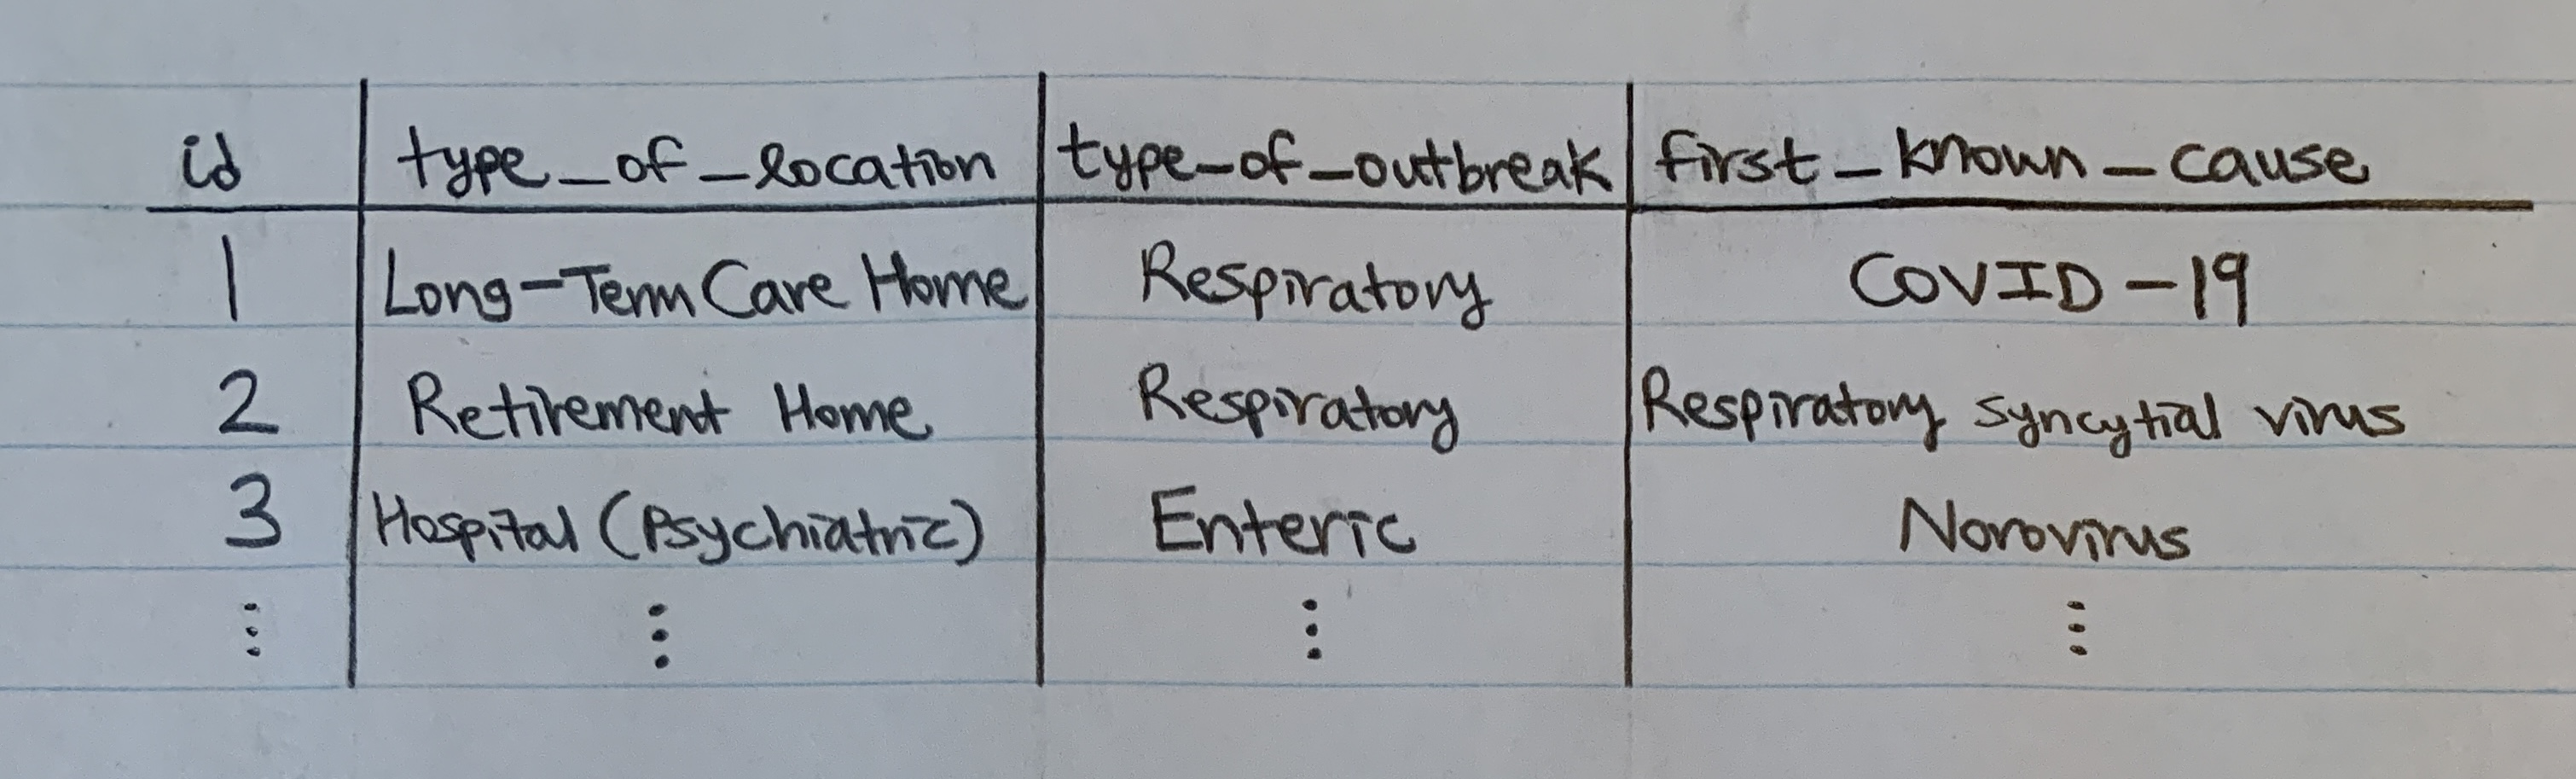 id type_of_location type_of_outbreak first_known_cause
1 Long-Term Care Home Respiratory COVID-19
2 Retirement Home Respiratory Respiratory syncytial virus
3 Hospital (Psychiatric) Enteric Norovirus
⋮ ⋮ ⋮ ⋮